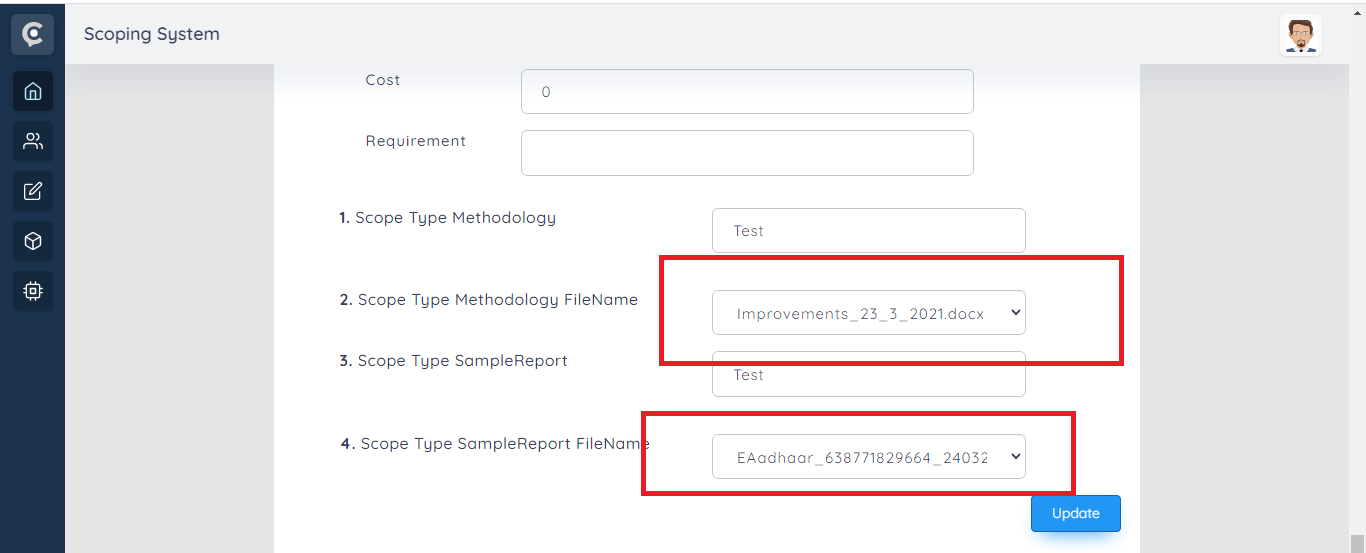 Scoping System
Cost
0
Requirement
1. Scope Type Methodology
Test
2. Scope Type Methodology FileName
Improvements_23_3_2021.docx
3. Scope Type SampleReport
Test
4. Scope Type SampleReport FileName
EAadhaar_638771829664_24032
Update